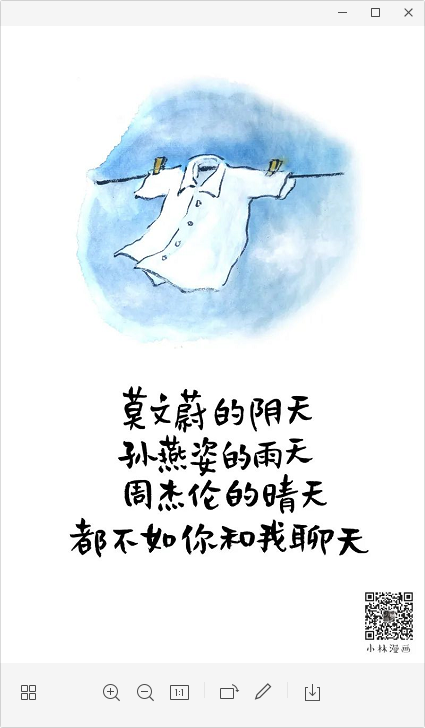 莫文蔚的阴天
孙燕姿的雨天
周杰伦的晴天
都不如你和我聊天
小林漫画
1:1